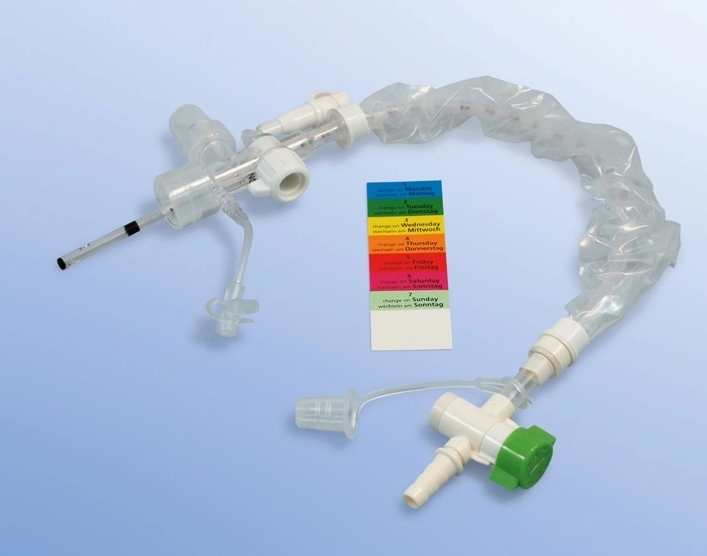 1
change on Monday
wechseln am Montag
2
change on Tuesday
wechseln am Dienstag
3
change on Wednesday
wechseln am Mittwoch
4
change on Thursday
wechseln am Donnerstag
5
change on Friday
wechseln am Freitag
6
change on Saturday
wechseln am Samstag
7
change on Sunday
wechseln am Sonntag